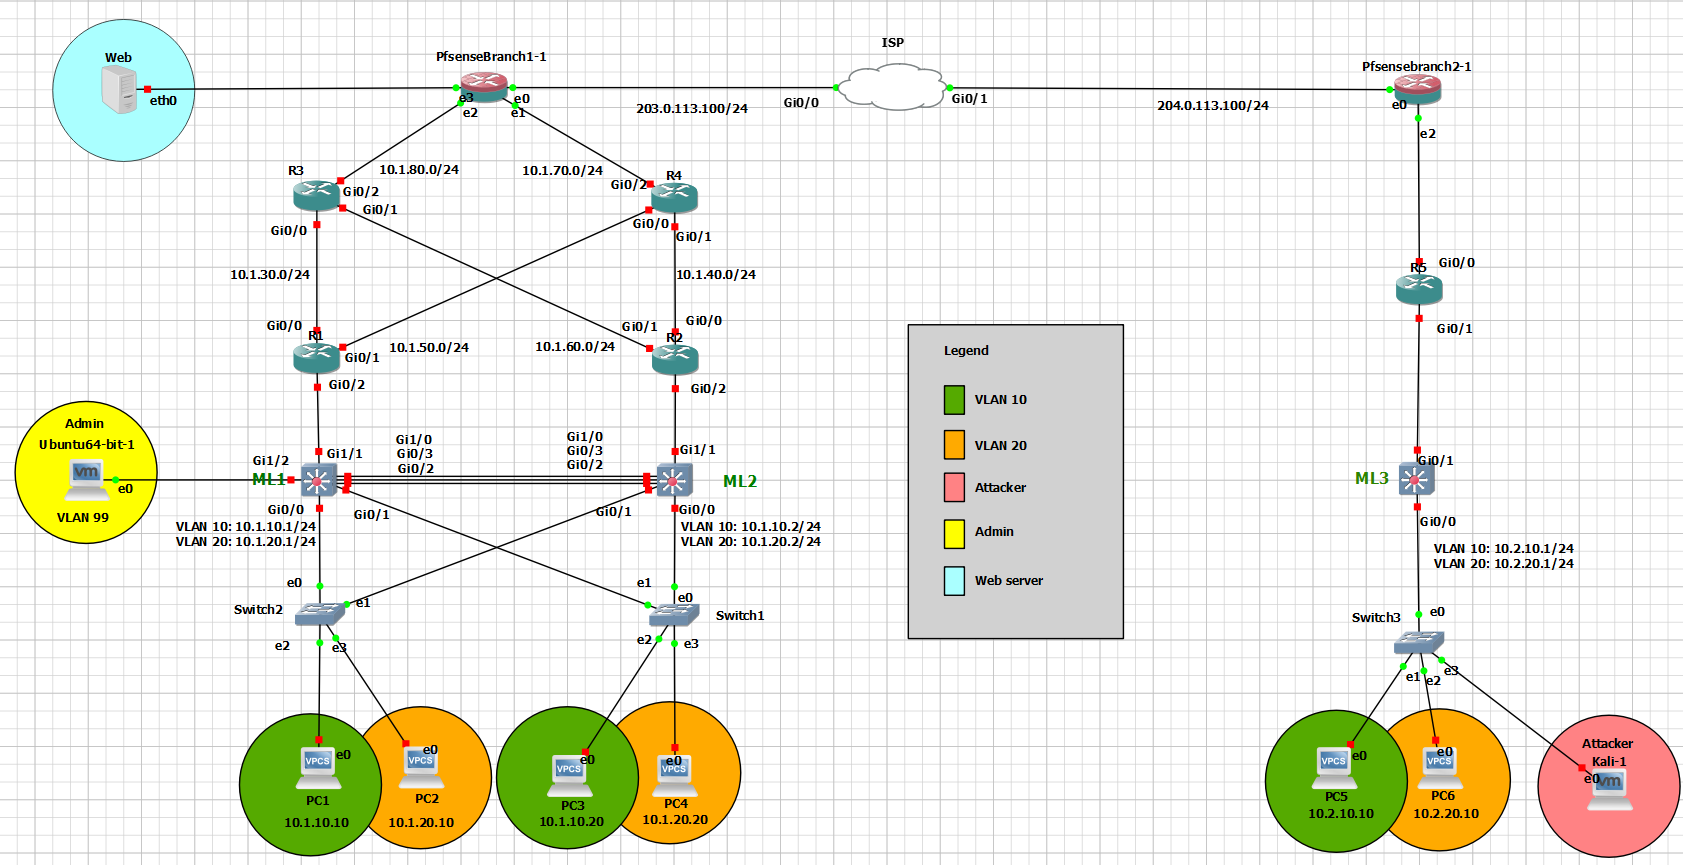 ISP
PfsenseBranch1-1
Web
eth0
e3
e0
e2
e1
203.0.113.100/24
Gi0/0
Gi0/1
204.0.113.100/24
Pfsensebranch2-1
e0
e2
R3
10.1.80.0/24
10.1.70.0/24
R4
Gi0/2
Gi0/2
Gi0/1
Gi0/0
Gi0/0
Gi0/1
10.1.30.0/24
10.1.40.0/24
R5
Gi0/0
Gi0/1
Gi0/0
R1
Gi0/1
10.1.50.0/24
10.1.60.0/24
Gi0/1
Gi0/0
R2
Gi0/2
Gi0/2
Legend
VLAN 10
VLAN 20
Attacker
Admin
Web server
Admin
Ubuntu64-bit-1
vm
e0
VLAN 99
Gi1/2
ML1
Gi1/1
Gi1/0
Gi0/3
Gi0/2
Gi1/0
Gi0/3
Gi0/2
Gi1/1
ML2
Gi0/0
Gi0/1
Gi0/1
Gi0/0
VLAN 10: 10.1.10.1/24
VLAN 20: 10.1.20.1/24
VLAN 10: 10.1.10.2/24
VLAN 20: 10.1.20.2/24
Gi0/1
ML3
Gi0/0
VLAN 10: 10.2.10.1/24
VLAN 20: 10.2.20.1/24
e0
Switch2
e1
e2
e3
e1
e0
Switch1
e2
e3
e0
Switch3
e1
e2
e3
e0
VPCS
PC1
10.1.10.10
e0
VPCS
PC2
10.1.20.10
e0
VPCS
PC3
10.1.10.20
e0
VPCS
PC4
10.1.20.20
e0
VPCS
PC5
10.2.10.10
e0
VPCS
PC6
10.2.20.10
Attacker
Kali-1
e0
vm